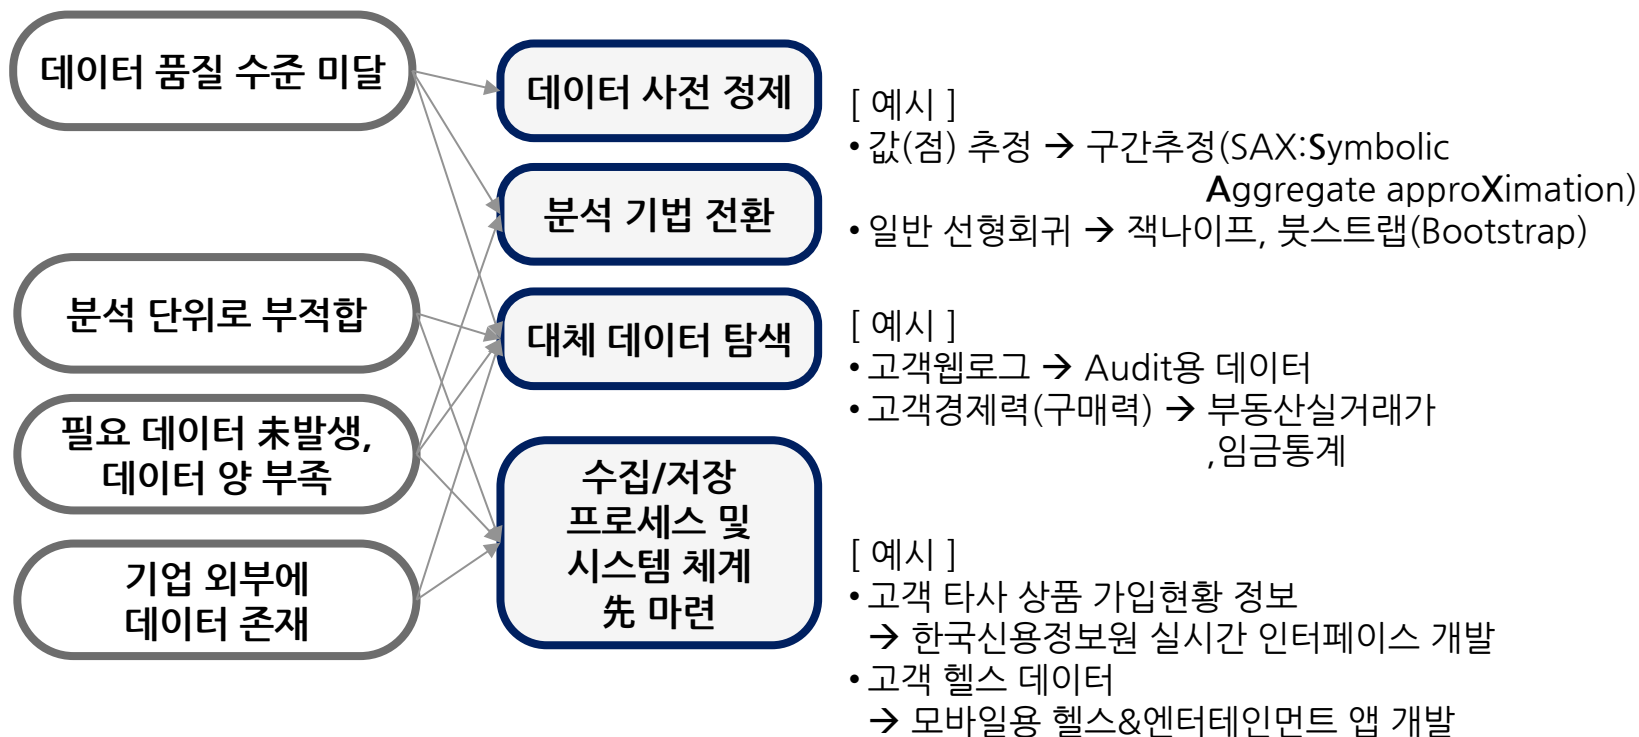 데이터 품질 수준 미달
분석 단위로 부적합
필요 데이터 未발생,
데이터 양 부족
기업 외부에
데이터 존재
데이터 사전 정제
분석 기법 전환
대체 데이터 탐색
수집/저장
프로세스 및
시스템 체계
先 마련
[ 예시 ]
• 값(점) 추정 → 구간추정(SAX:Symbolic
Aggregate approXimation)
• 일반 선형회귀 → 잭나이프, 붓스트랩(Bootstrap)
[ 예시 ]
• 고객웹로그 → Audit용 데이터
• 고객경제력(구매력) → 부동산실거래가
,임금통계
[ 예시 ]
• 고객 타사 상품 가입현황 정보
→ 한국신용정보원 실시간 인터페이스 개발
• 고객 헬스 데이터
→ 모바일용 헬스&엔터테인먼트 앱 개발